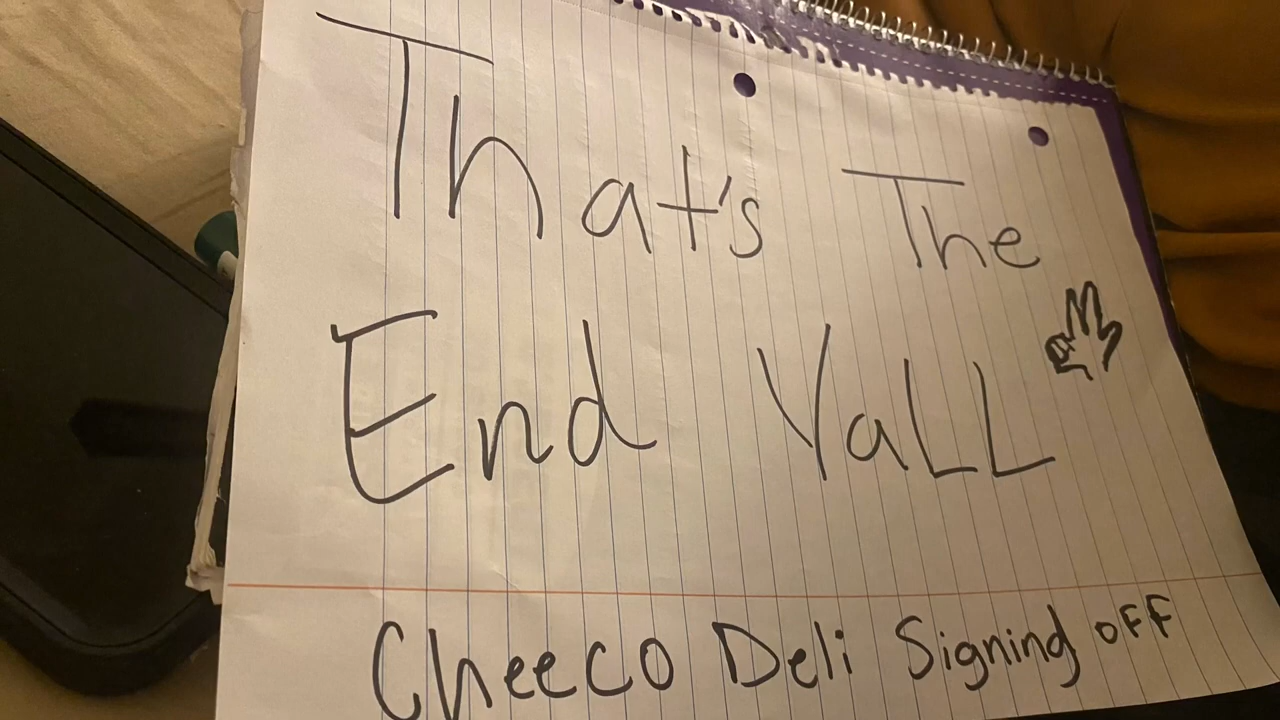 That's The
End YaLL
Cheeco Deli Signing off